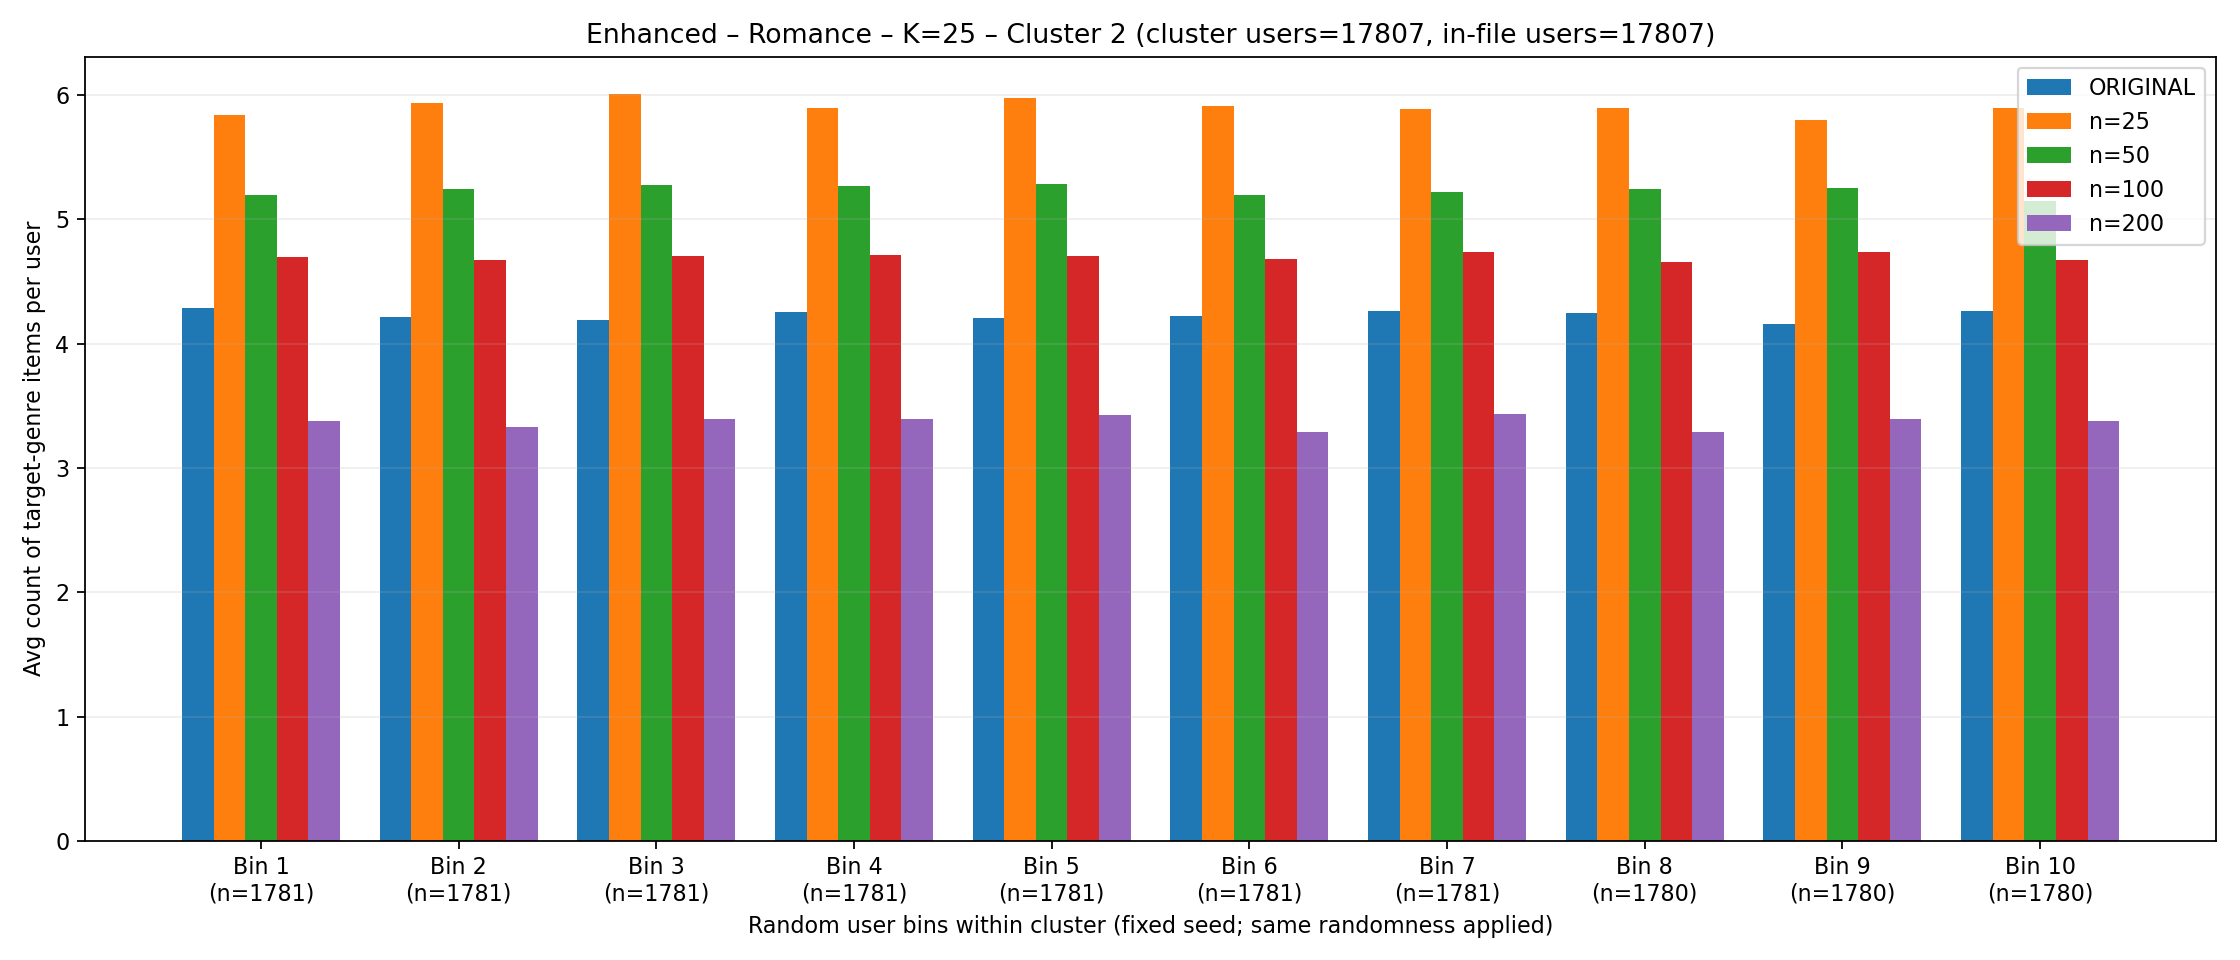 Enhanced – Romance – K=25 – Cluster 2 (cluster users=17807, in-file users=17807)
ORIGINAL
n=25
n=50
n=100
n=200
Avg count of target-genre items per user
6
5
4
3
2
1
0
Bin 1 Bin 2 Bin 3 Bin 4 Bin 5 Bin 6 Bin 7 Bin 8 Bin 9 Bin 10
(n=1781) (n=1781) (n=1781) (n=1781) (n=1781) (n=1781) (n=1781) (n=1780) (n=1780) (n=1780)
Random user bins within cluster (fixed seed; same randomness applied)